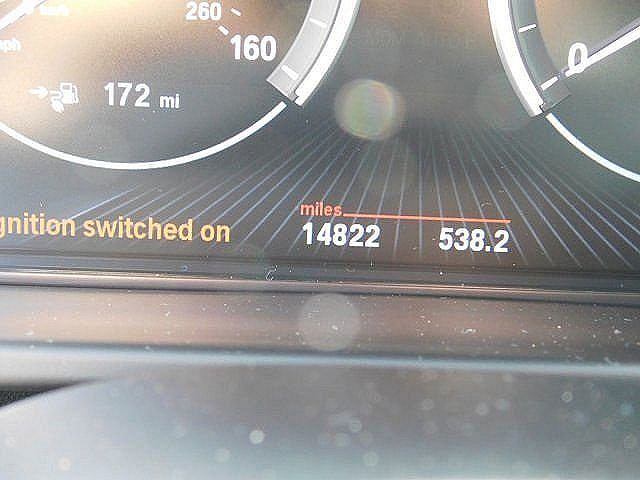 260
160
mph
0
172 mi
miles
gnition switched on
14822 538.2